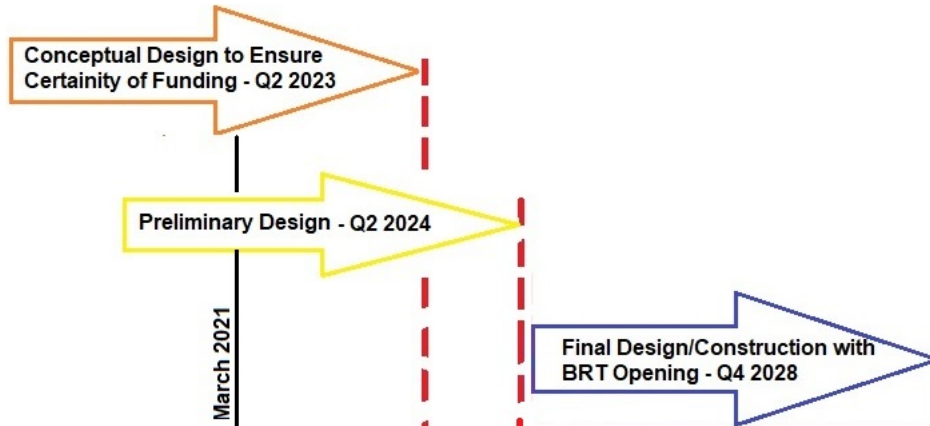 Conceptual Design to Ensure
Certainity of Funding - Q2 2023
Preliminary Design - Q2 2024
March 2021
Final Design/Construction with
BRT Opening - Q4 2028